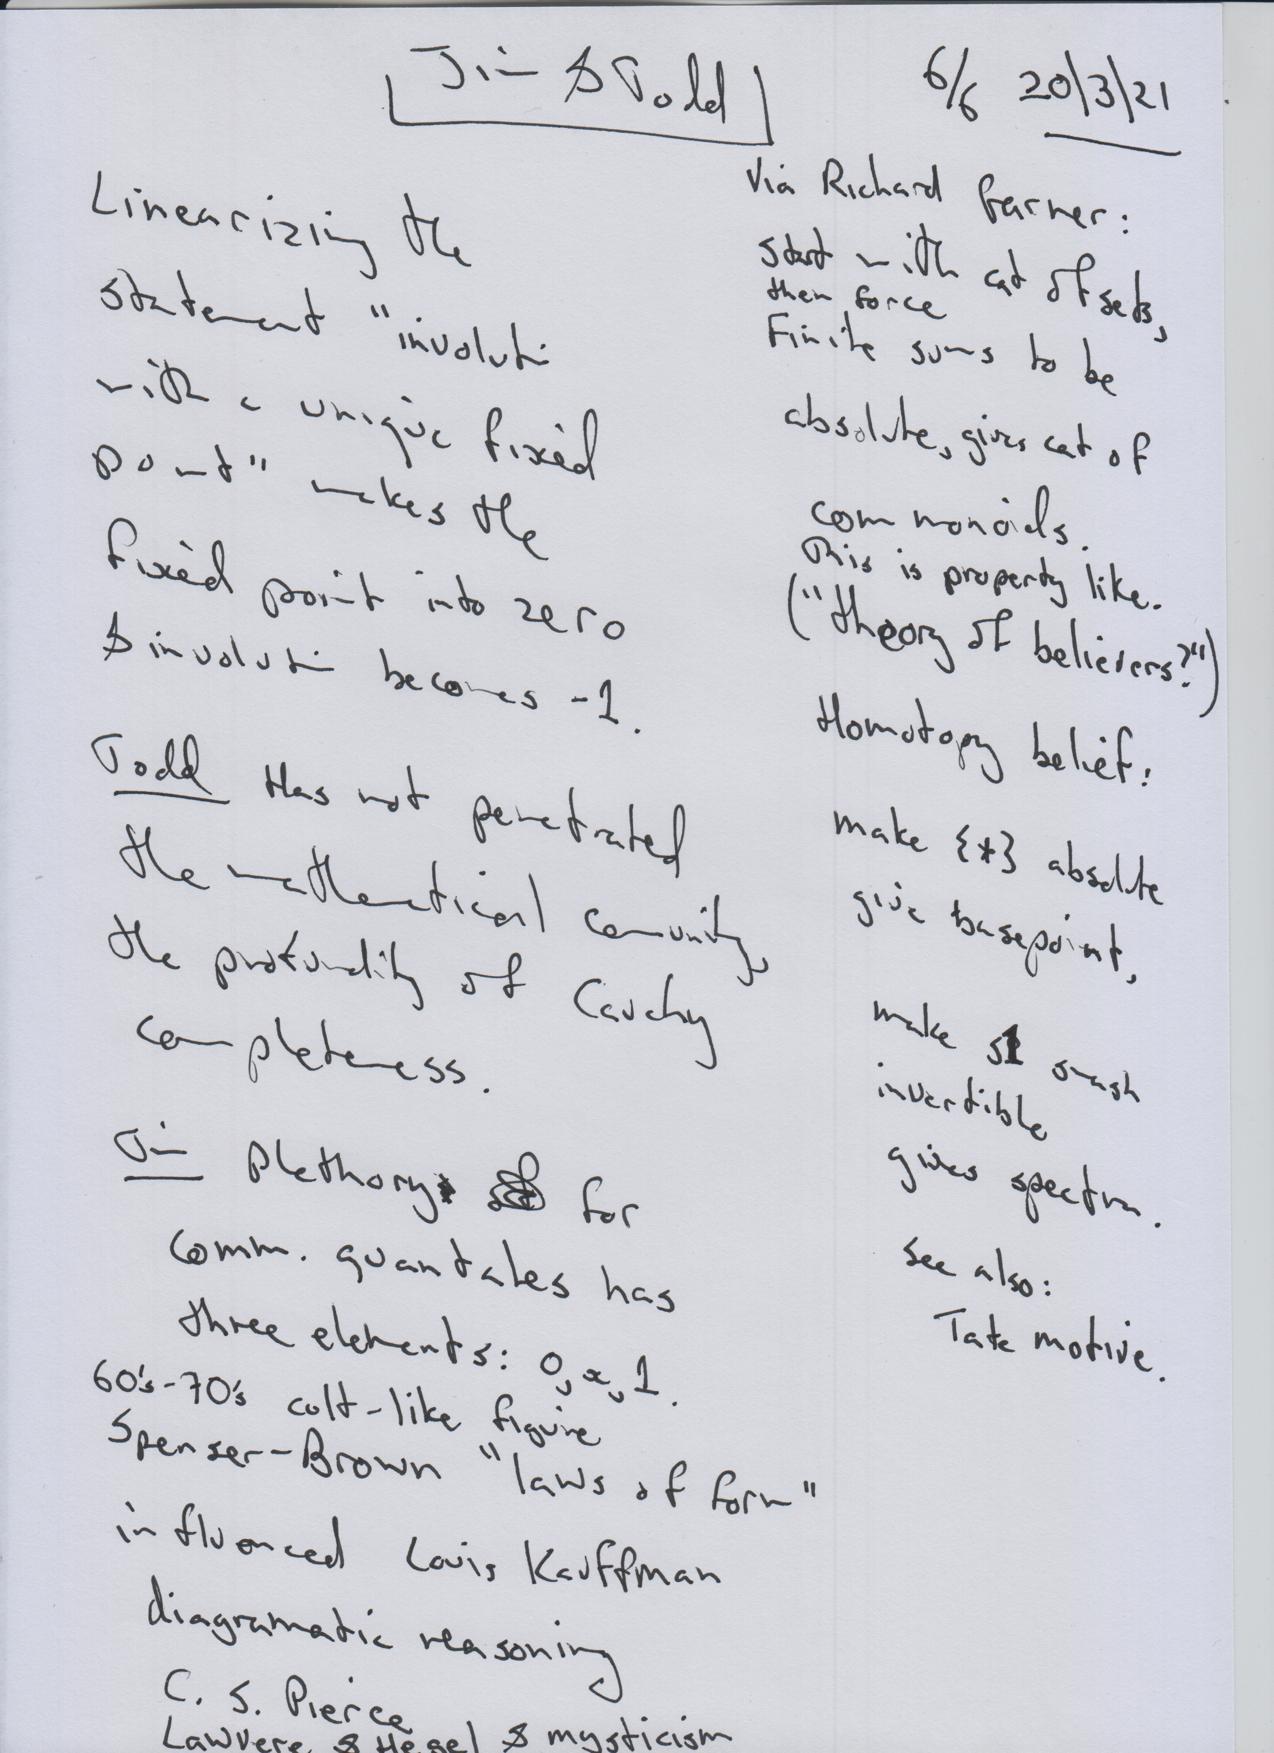 Jim & Todd
6/6 20/3/21
Linearizing the
statement "involution
with a unique fixed
point" makes the
fixed point into zero
& involution becomes -1.
Todd Has not penetrated
the mathematical community,
the profundity of Cauchy
completeness.
Jim Plethory for
comm. quantales has
three elements: 0, x, 1.
60's-70's colt-like figure
Spenser-Brown "laws of form"
influenced Louis Kauffman
diagramatic reasoning
C. S. Pierce
Lawvere & Hegel & mysticism
Via Richard Garner:
start with cat of sets,
then force
Finite sums to be
absolute, gives cat of
com monoids.
This is property like.
("theory of believers?")
Homotopy belief:
make {*} absolute
give basepoint,
make S1 smash
invertible
gives spectra.
see also:
Tate motive.